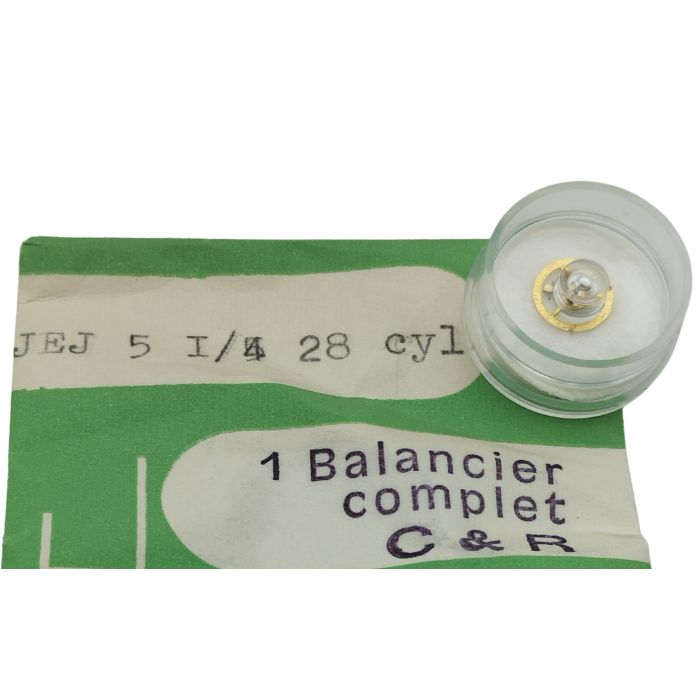 JEJ 5 I/4 28 cyl
1 Balancier
complet
C & R